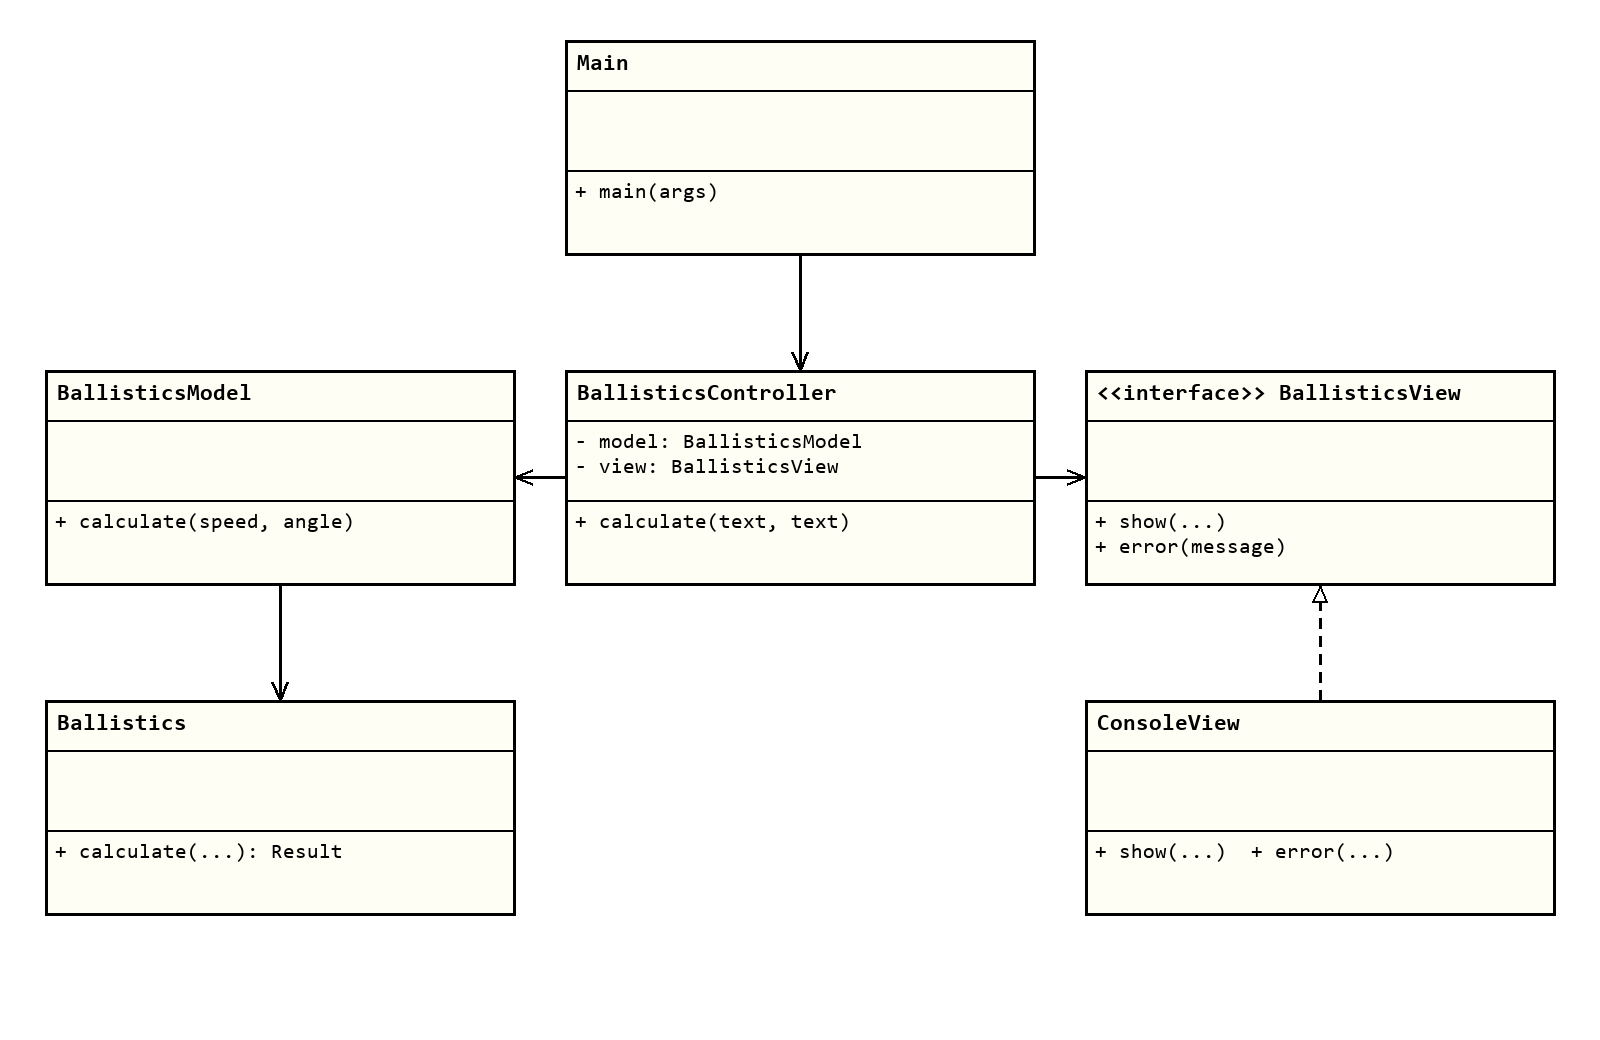 Main
+ main(args)
BallisticsModel
+ calculate(speed, angle)
BallisticsController
- model: BallisticsModel
- view: BallisticsView
+ calculate(text, text)
<<interface>> BallisticsView
+ show(...)
+ error(message)
Ballistics
+ calculate(...): Result
ConsoleView
+ show(...)  + error(...)